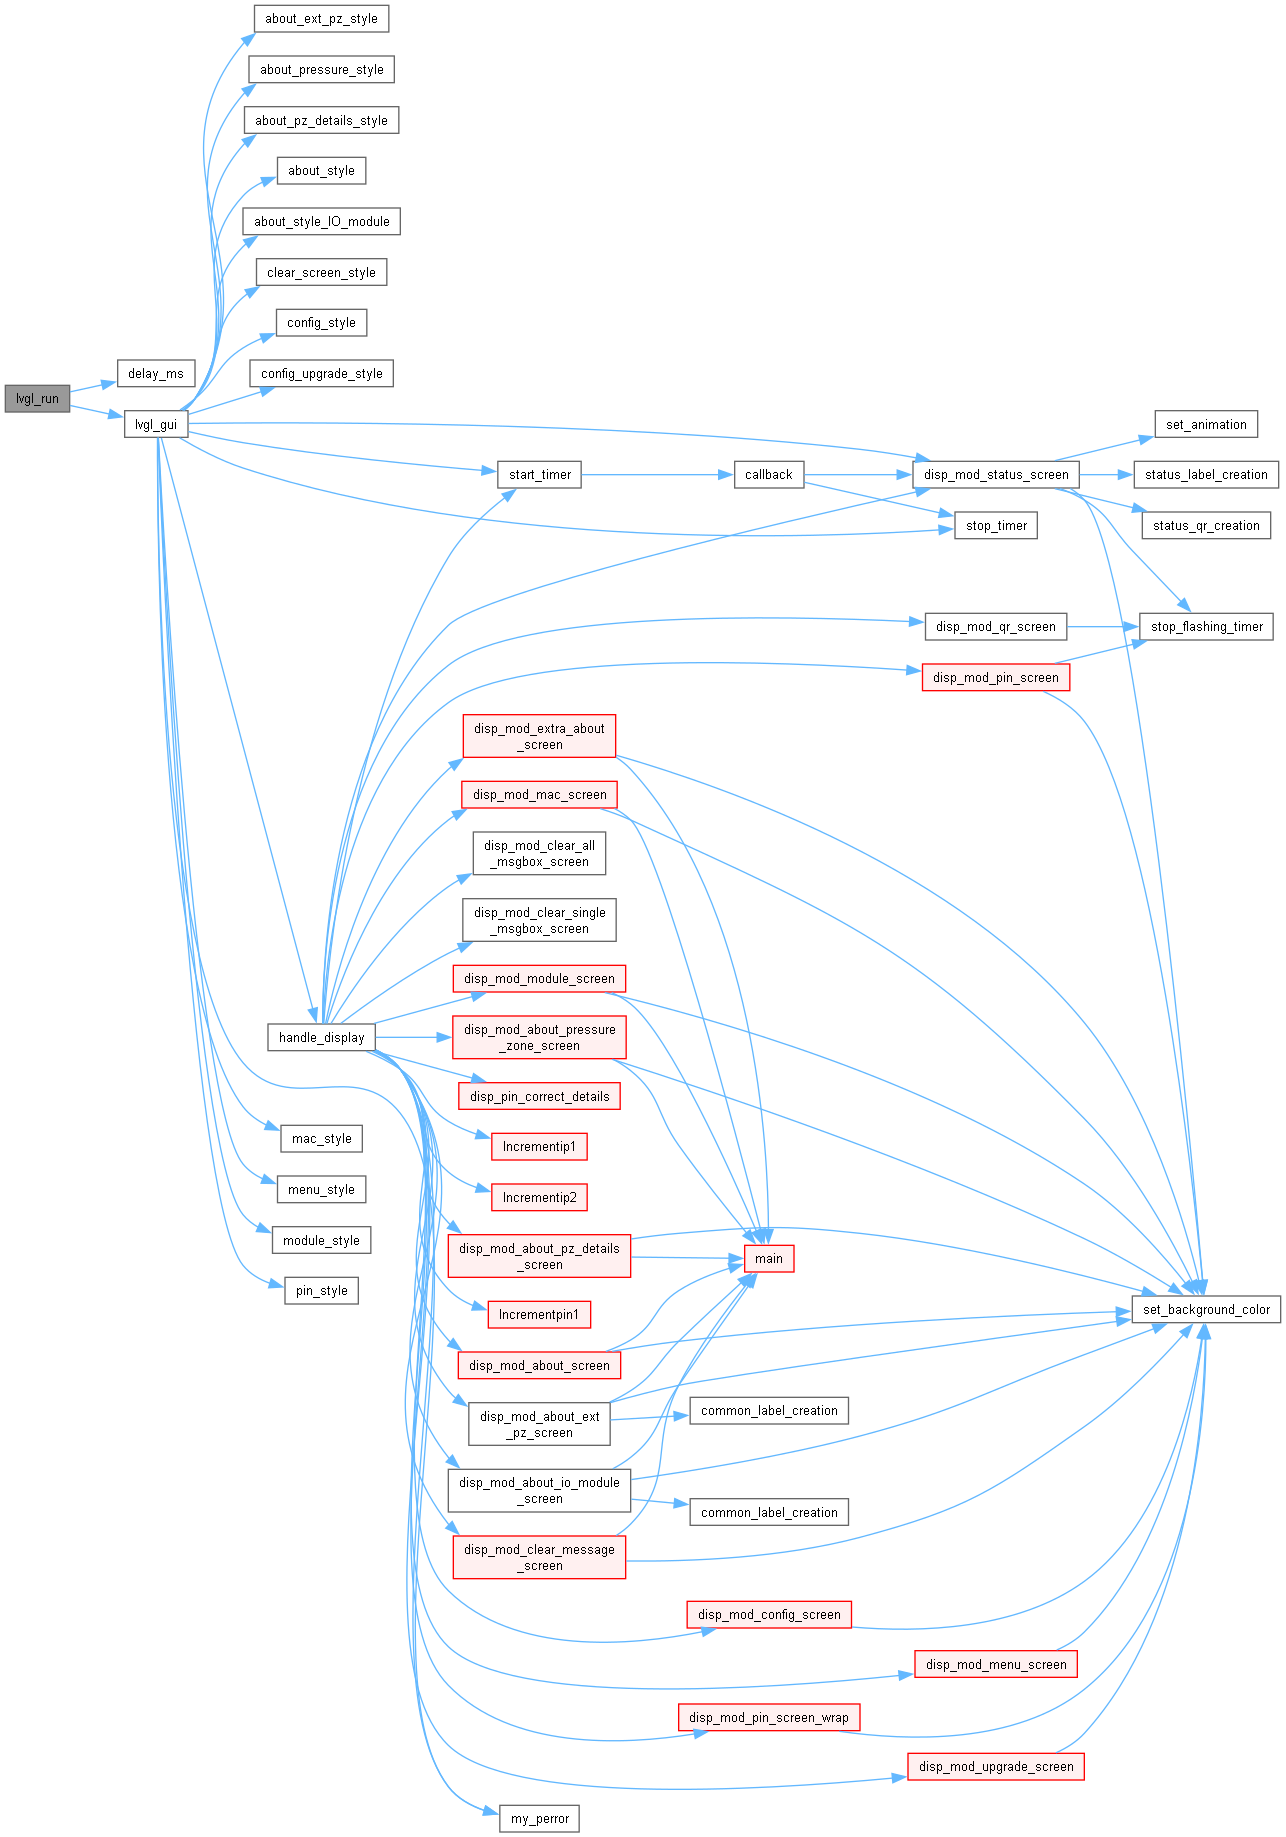 about_ext_pz_style
about_pressure_style
about_pz_details_style
about_style
about_style_IO_module
clear_screen_style
config_style
delay_ms
config_upgrade_style
lvgl_run
lvgl_gui
set_animation
start_timer
callback
disp_mod_status_screen
status_label_creation
stop_timer
status_qr_creation
disp_mod_qr_screen
stop_flashing_timer
disp_mod_pin_screen
disp_mod_extra_about
_screen
disp_mod_mac_screen
disp_mod_clear_all
_msgbox_screen
disp_mod_clear_single
_msgbox_screen
disp_mod_module_screen
handle_display
disp_mod_about_pressure
_zone_screen
disp_pin_correct_details
mac_style
Incrementip1
menu_style
Incrementip2
module_style
disp_mod_about_pz_details
_screen
main
pin_style
Incrementpin1
set_background_color
disp_mod_about_screen
disp_mod_about_ext
_pz_screen
common_label_creation
disp_mod_about_io_module
_screen
common_label_creation
disp_mod_clear_message
_screen
disp_mod_config_screen
disp_mod_menu_screen
disp_mod_pin_screen_wrap
disp_mod_upgrade_screen
my_perror